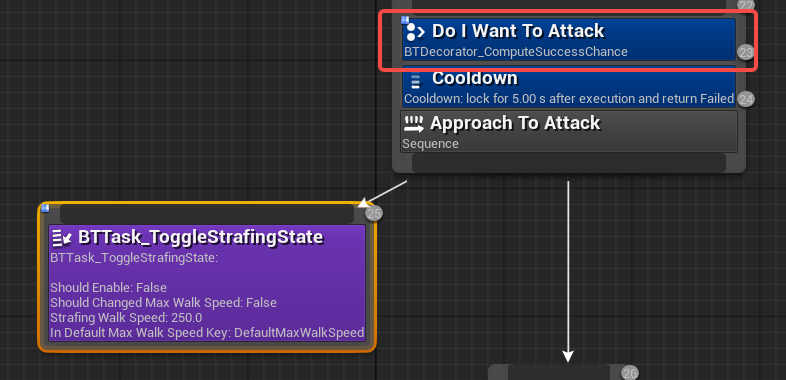 22
Do I Want To Attack
BTDecorator_ComputeSuccessChance
23
Cooldown
Cooldown: lock for 5.00 s after execution and return Failed
24
Approach To Attack
Sequence
25
BTTask_ToggleStrafingState
BTTask_ToggleStrafingState:
Should Enable: False
Should Changed Max Walk Speed: False
Strafing Walk Speed: 250.0
In Default Max Walk Speed Key: DefaultMaxWalkSpeed
26